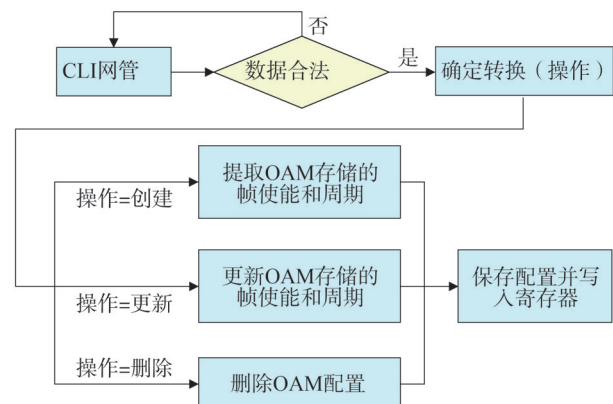 否
CLI网管
数据合法
是
确定转换（操作）
提取OAM存储的
帧使能和周期
操作=创建
更新OAM存储的
帧使能和周期
操作=更新
保存配置并写
入寄存器
操作=删除
删除OAM配置